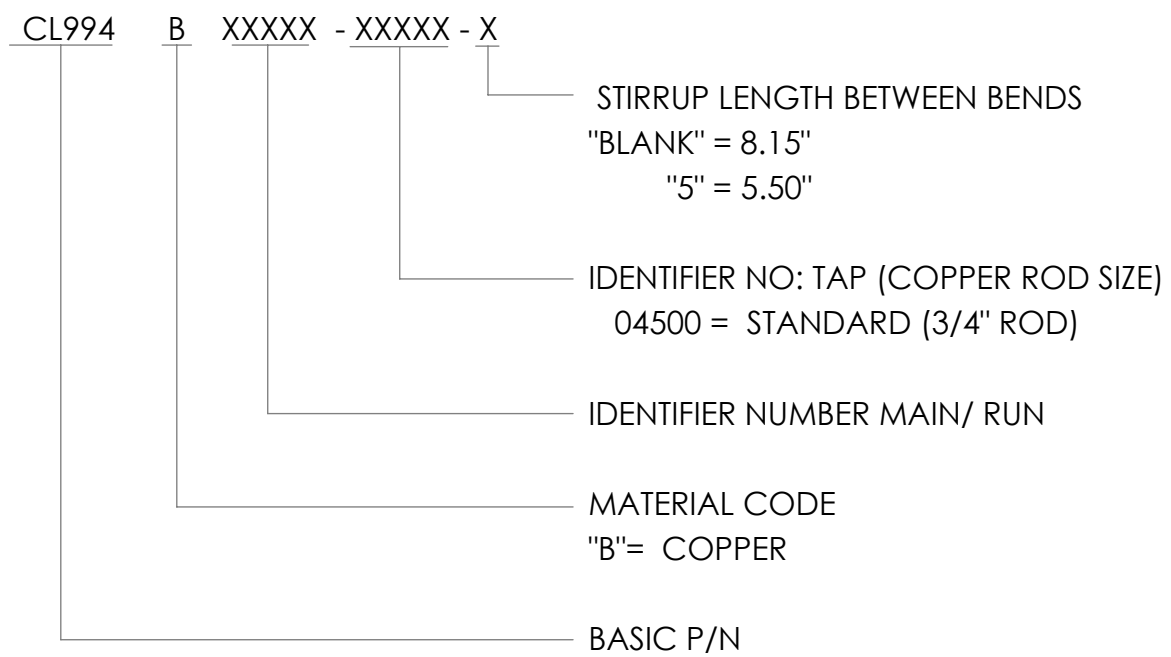 CL994 B XXXXX - XXXXX - X
STIRRUP LENGTH BETWEEN BENDS
"BLANK" = 8.15"
"5" = 5.50"
IDENTIFIER NO: TAP (COPPER ROD SIZE)
04500 = STANDARD (3/4" ROD)
IDENTIFIER NUMBER MAIN/ RUN
MATERIAL CODE
"B"= COPPER
BASIC P/N